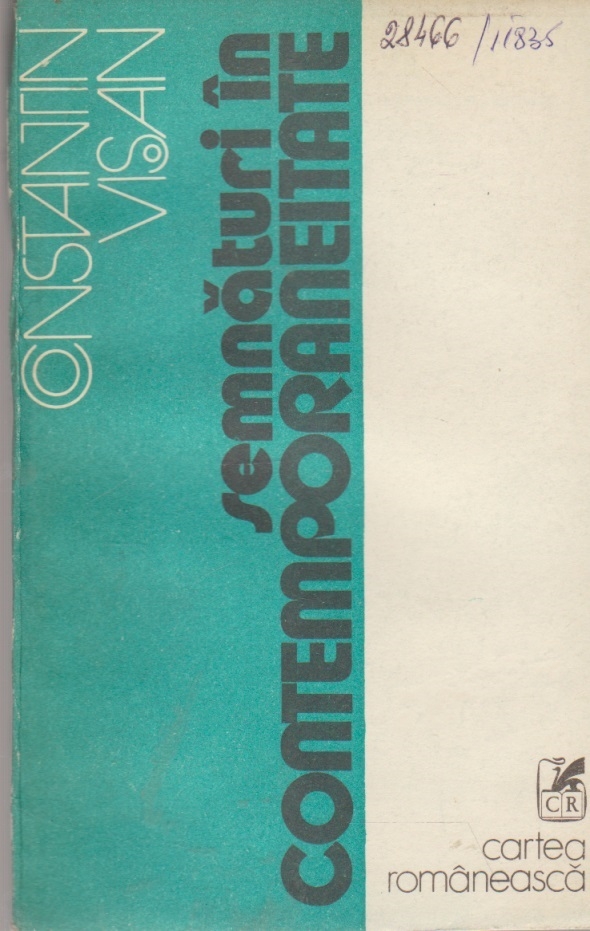 CONSTANTIN
VIȘAN
semnături în
CONTEMPORANEITATE
28466/11835
CR
cartea
românească